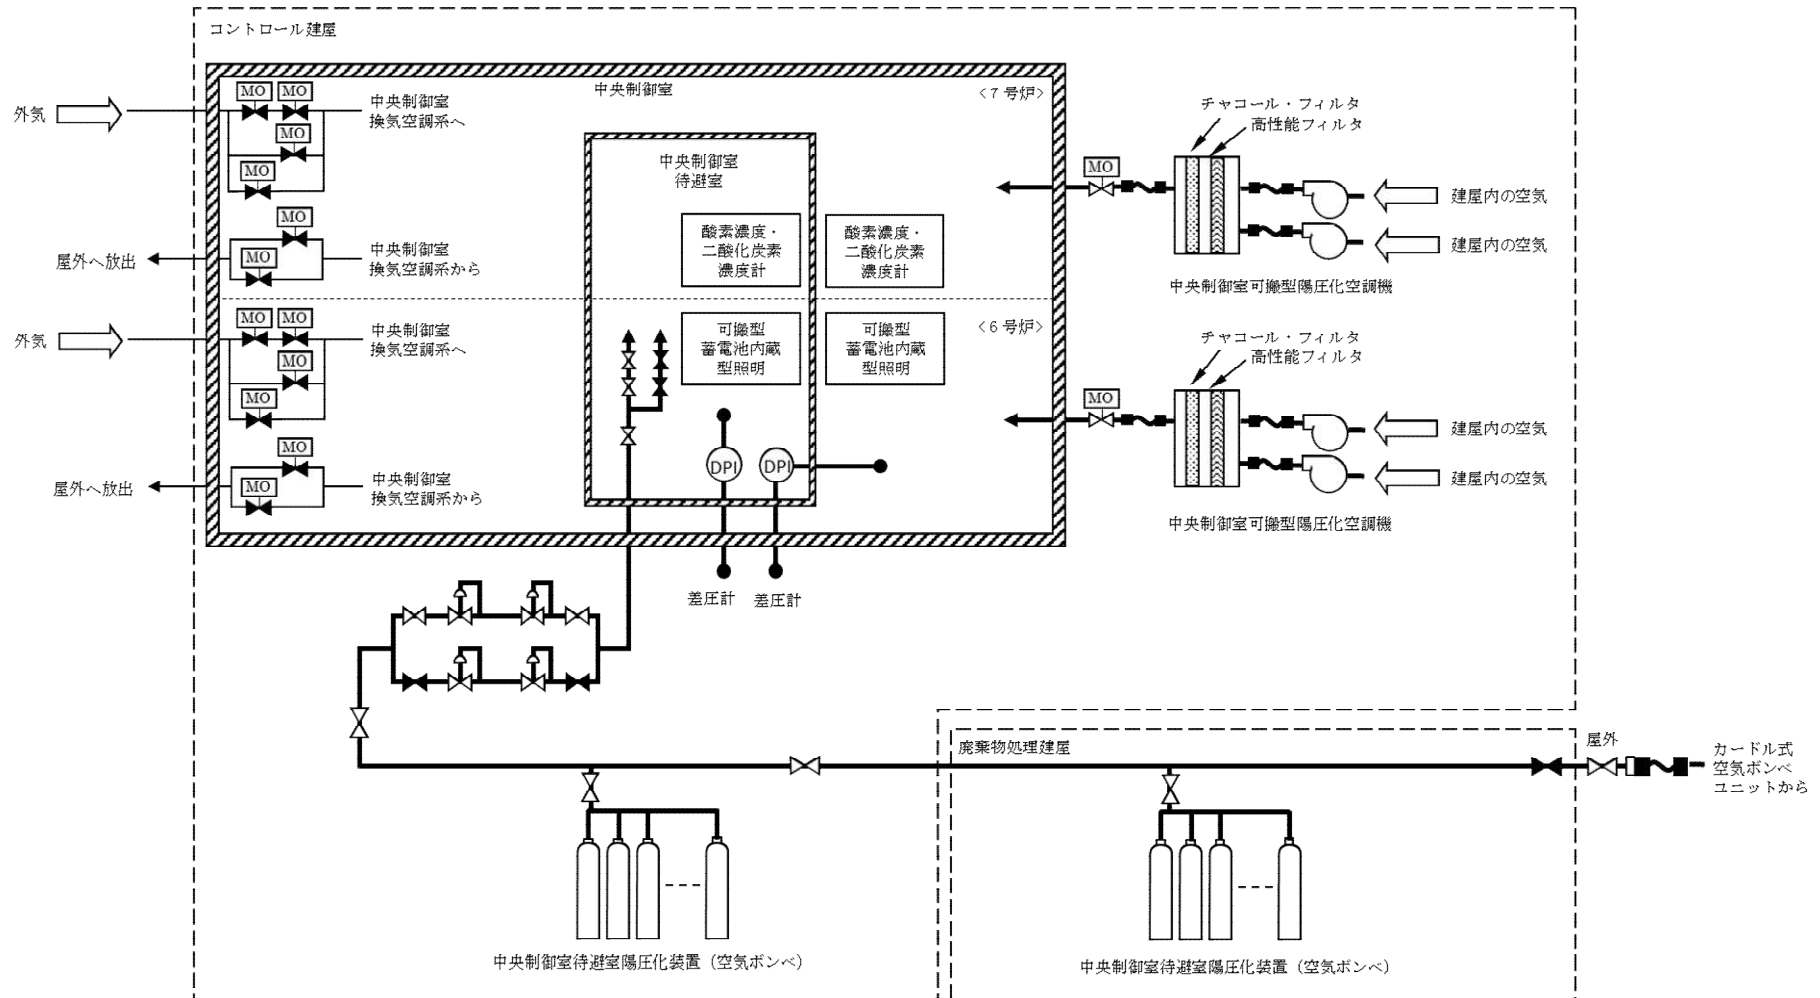 コントロール建屋
中央制御室
<7号炉>
外気
MO
MO
MO
MO
中央制御室
換気空調系へ
MO
MO
屋外へ放出
中央制御室
換気空調系から
中央制御室
待避室
酸素濃度・
二酸化炭素
濃度計
酸素濃度・
二酸化炭素
濃度計
MO
チャコール・フィルタ
高性能フィルタ
建屋内の空気
建屋内の空気
中央制御室可搬型陽圧化空調機
<6号炉>
外気
MO
MO
MO
MO
中央制御室
換気空調系へ
MO
MO
屋外へ放出
中央制御室
換気空調系から
可搬型
蓄電池内蔵
型照明
可搬型
蓄電池内蔵
型照明
DPI
DPI
MO
チャコール・フィルタ
高性能フィルタ
建屋内の空気
建屋内の空気
中央制御室可搬型陽圧化空調機
差圧計
差圧計
廃棄物処理建屋
屋外
カードル式
空気ボンベ
ユニットから
中央制御室待避室陽圧化装置(空気ボンベ)
中央制御室待避室陽圧化装置(空気ボンベ)